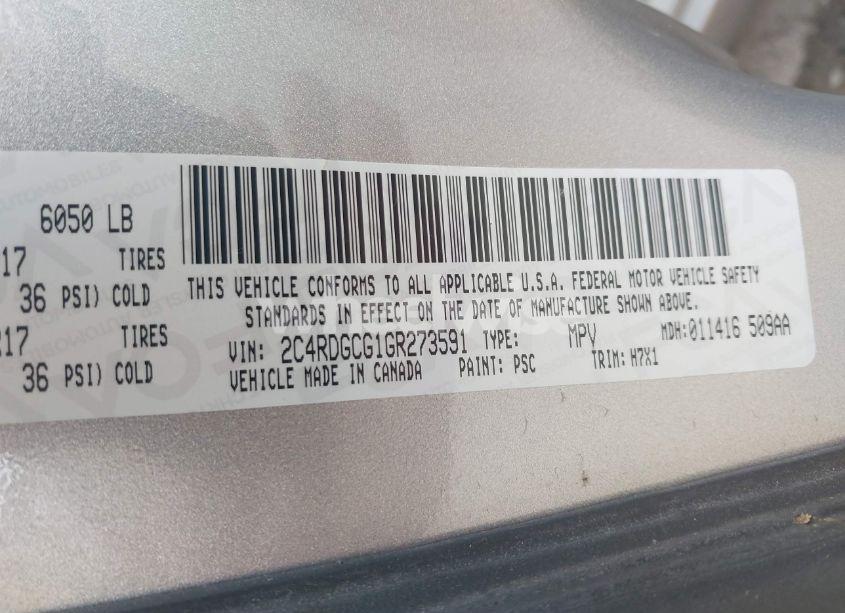 6050 LB
17 TIRES
36 PSI) COLD
R17 TIRES
36 PSI) COLD
THIS VEHICLE CONFORMS TO ALL APPLICABLE U.S.A. FEDERAL MOTOR VEHICLE SAFETY
STANDARDS IN EFFECT ON THE DATE OF MANUFACTURE SHOWN ABOVE.
VIN: 2C4RDGCG1GR273591 TYPE: MPV MDH:011416 509AA
VEHICLE MADE IN CANADA PAINT: PSC TRIM: H7X1